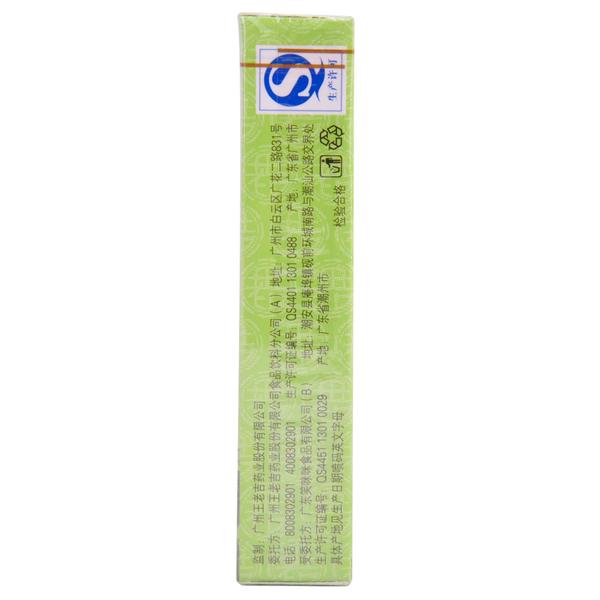 生产许可
监制：广州王老吉药业股份有限公司
委托方：广州王老吉药业股份有限公司食品饮料分公司（A）地址：广州市白云区广花二路831号
电话 8008302901 4008302901 生产许可证编号：QS4401 1301 0488 产地：广东省广州市
受委托方：广东笑咪咪食品有限公司（B） 地址：潮安县庵埠镇砚前环城南路与潮汕公路交界处
生产许可证编号：QS4451 1301 0029 产地：广东省潮州市
具体产地见生产日期喷码英文字母
检验合格